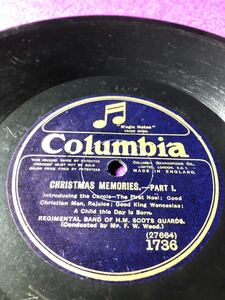 "Magic Notes"
TRADE MARK.
Columbia
THIS RECORD (MADE BY PATENTED
PROCESS) MUST NOT BE SOLD
BELOW PRICE FIXED BY PATENTEES
COLUMBIA GRAPHOPHONE CO.
LIMITED, LONDON, E.C.1.
MADE IN ENGLAND.
CHRISTMAS MEMORIES.—PART 1.
Introducing the Carols—The First Noel; Good
Christian Men, Rejoice; Good King Wenceslas;
A Child this Day is Born.
REGIMENTAL BAND OF H.M. SCOTS GUARDS.
(Conducted by Mr. F. W. Wood.)
(27664)
1736